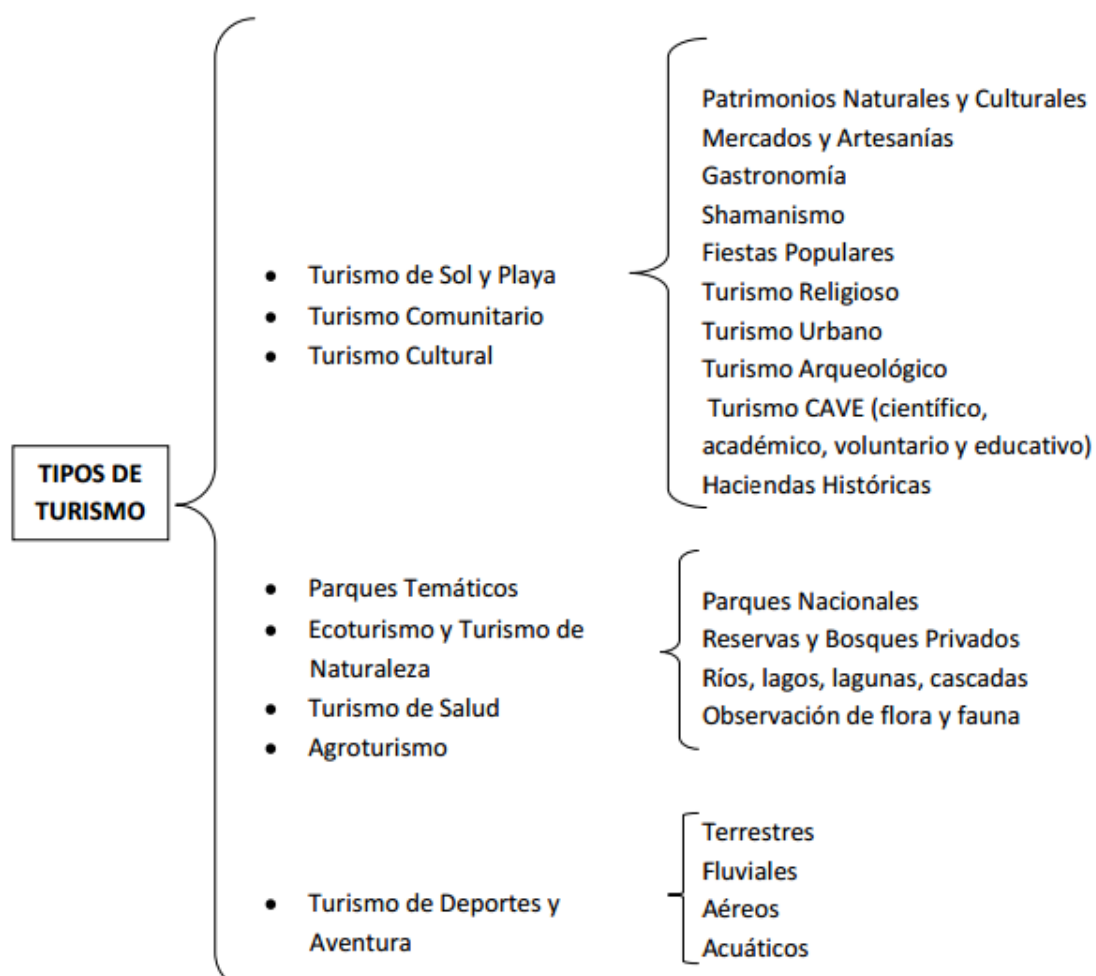 TIPOS DE
TURISMO
• Turismo de Sol y Playa
• Turismo Comunitario
• Turismo Cultural
Patrimonios Naturales y Culturales
Mercados y Artesanías
Gastronomía
Shamanismo
Fiestas Populares
Turismo Religioso
Turismo Urbano
Turismo Arqueológico
Turismo CAVE (científico,
académico, voluntario y educativo)
Haciendas Históricas
• Parques Temáticos
• Ecoturismo y Turismo de
Naturaleza
• Turismo de Salud
• Agroturismo
Parques Nacionales
Reservas y Bosques Privados
Ríos, lagos, lagunas, cascadas
Observación de flora y fauna
• Turismo de Deportes y
Aventura
Terrestres
Fluviales
Aéreos
Acuáticos